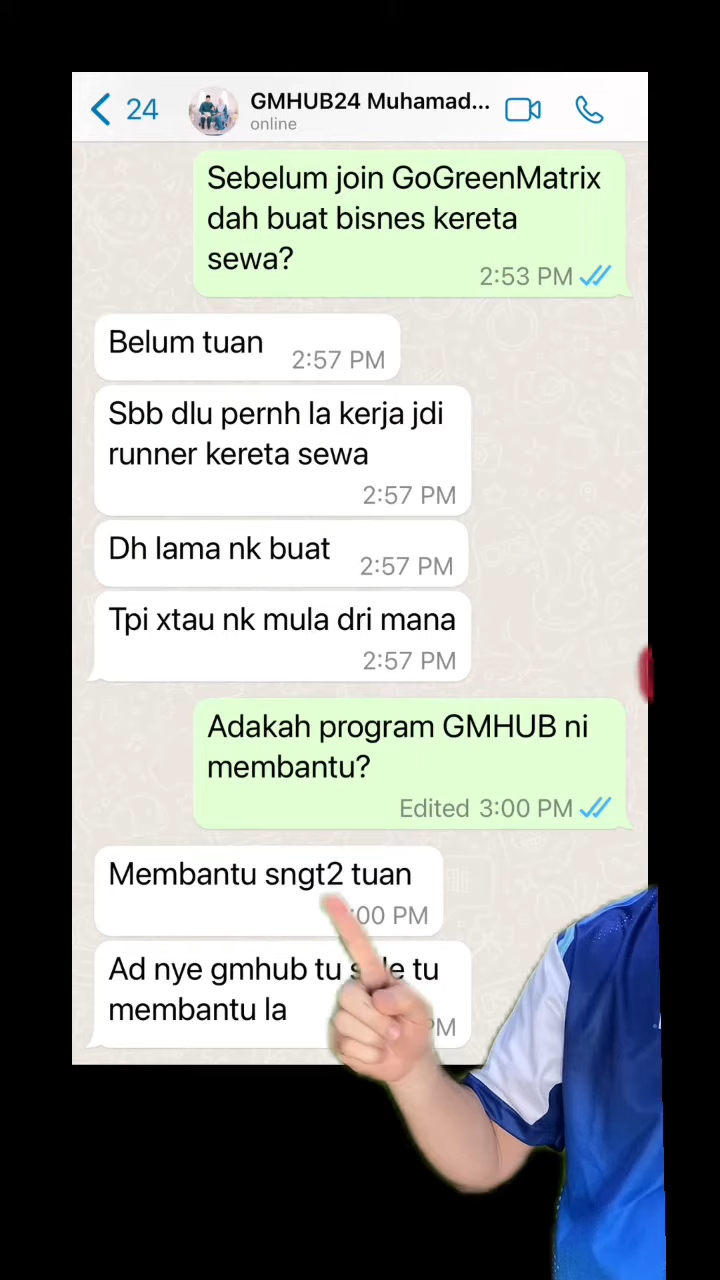 24
GMHUB24 Muhamad...
online
Sebelum join GoGreenMatrix
dah buat bisnes kereta
sewa?
2:53 PM
Belum tuan
2:57 PM
Sbb dlu pernh la kerja jdi
runner kereta sewa
2:57 PM
Dh lama nk buat
2:57 PM
Tpi xtau nk mula dri mana
2:57 PM
Adakah program GMHUB ni
membantu?
Edited 3:00 PM
Membantu sngt2 tuan
:00 PM
Ad nye gmhub tu tu
membantu la
PM